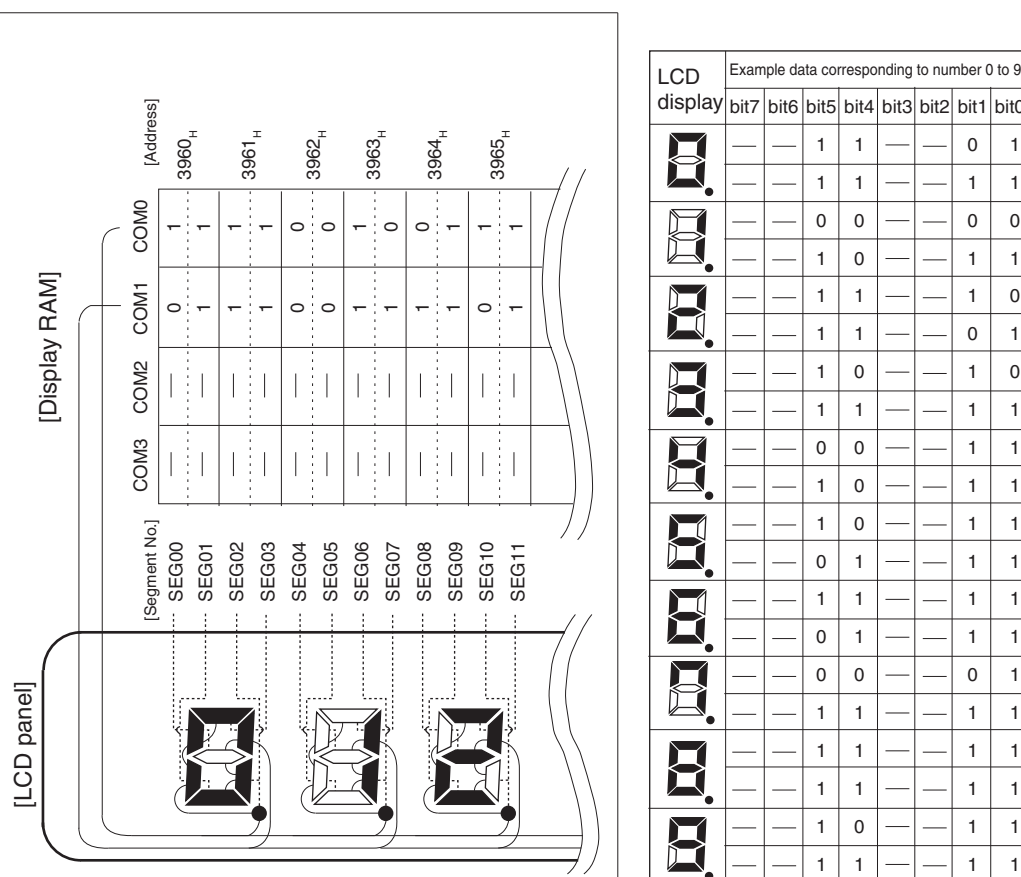 [Display RAM]
[Address]
3960H
3961H
3962H
3963H
3964H
3965H
COM0 1 1 1 1 0 0 1 0 0 1 1 1
COM1 0 1 1 1 0 0 1 1 1 1 0 1
COM2 — — — — — — — — — — — —
COM3 — — — — — — — — — — — —
[Segment No.]
SEG00
SEG01
SEG02
SEG03
SEG04
SEG05
SEG06
SEG07
SEG08
SEG09
SEG10
SEG11
[LCD panel]
LCD display
Example data corresponding to number 0 to 9
bit7 bit6 bit5 bit4 bit3 bit2 bit1 bit0
— — 1 1 — — 0 1
— — 1 1 — — 1 1
— — 0 0 — — 0 0
— — 1 0 — — 1 1
— — 1 1 — — 1 0
— — 1 1 — — 0 1
— — 1 0 — — 1 0
— — 1 1 — — 1 1
— — 0 0 — — 1 1
— — 1 0 — — 1 1
— — 1 0 — — 1 1
— — 0 1 — — 1 1
— — 1 1 — — 1 1
— — 0 1 — — 1 1
— — 0 0 — — 0 1
— — 1 1 — — 1 1
— — 1 1 — — 1 1
— — 1 1 — — 1 1
— — 1 0 — — 1 1
— — 1 1 — — 1 1